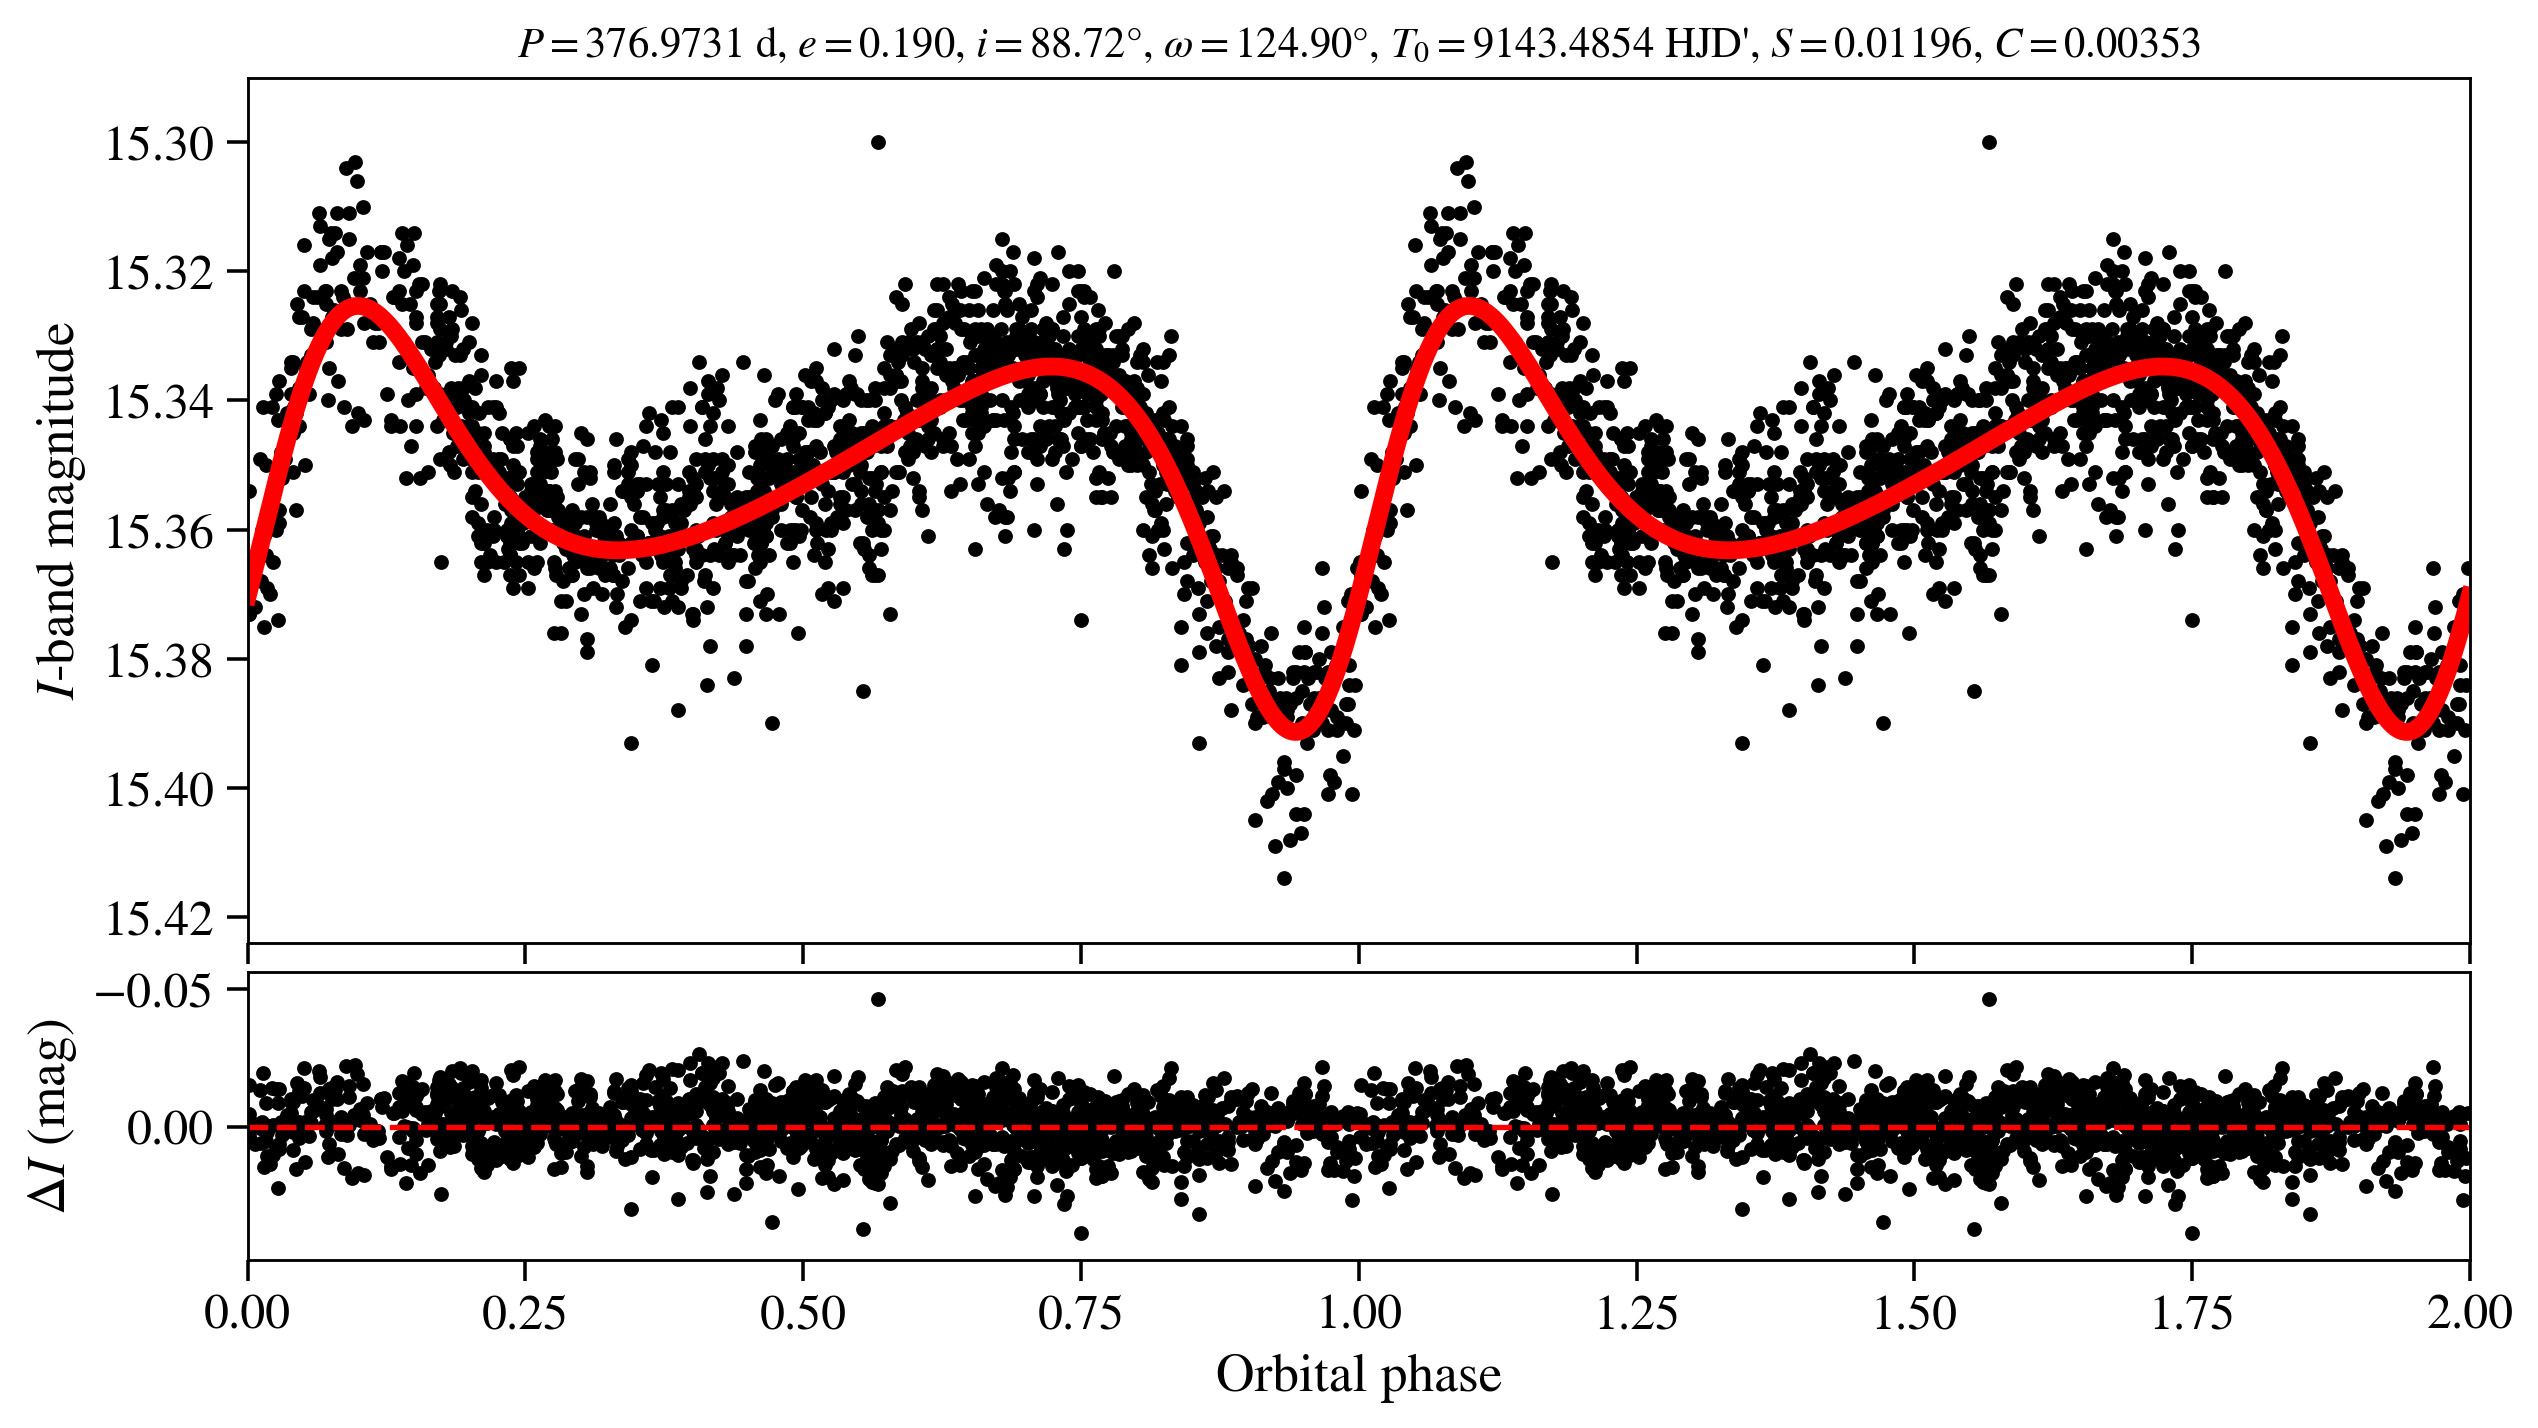 P = 376.9731 d, e = 0.190, i = 88.72°, ω = 124.90°, T₀ = 9143.4854 HJD', S = 0.01196, C = 0.00353
15.30
15.32
15.34
15.36
15.38
15.40
15.42
I-band magnitude
−0.05
0.00
ΔI (mag)
0.00 0.25 0.50 0.75 1.00 1.25 1.50 1.75 2.00
Orbital phase